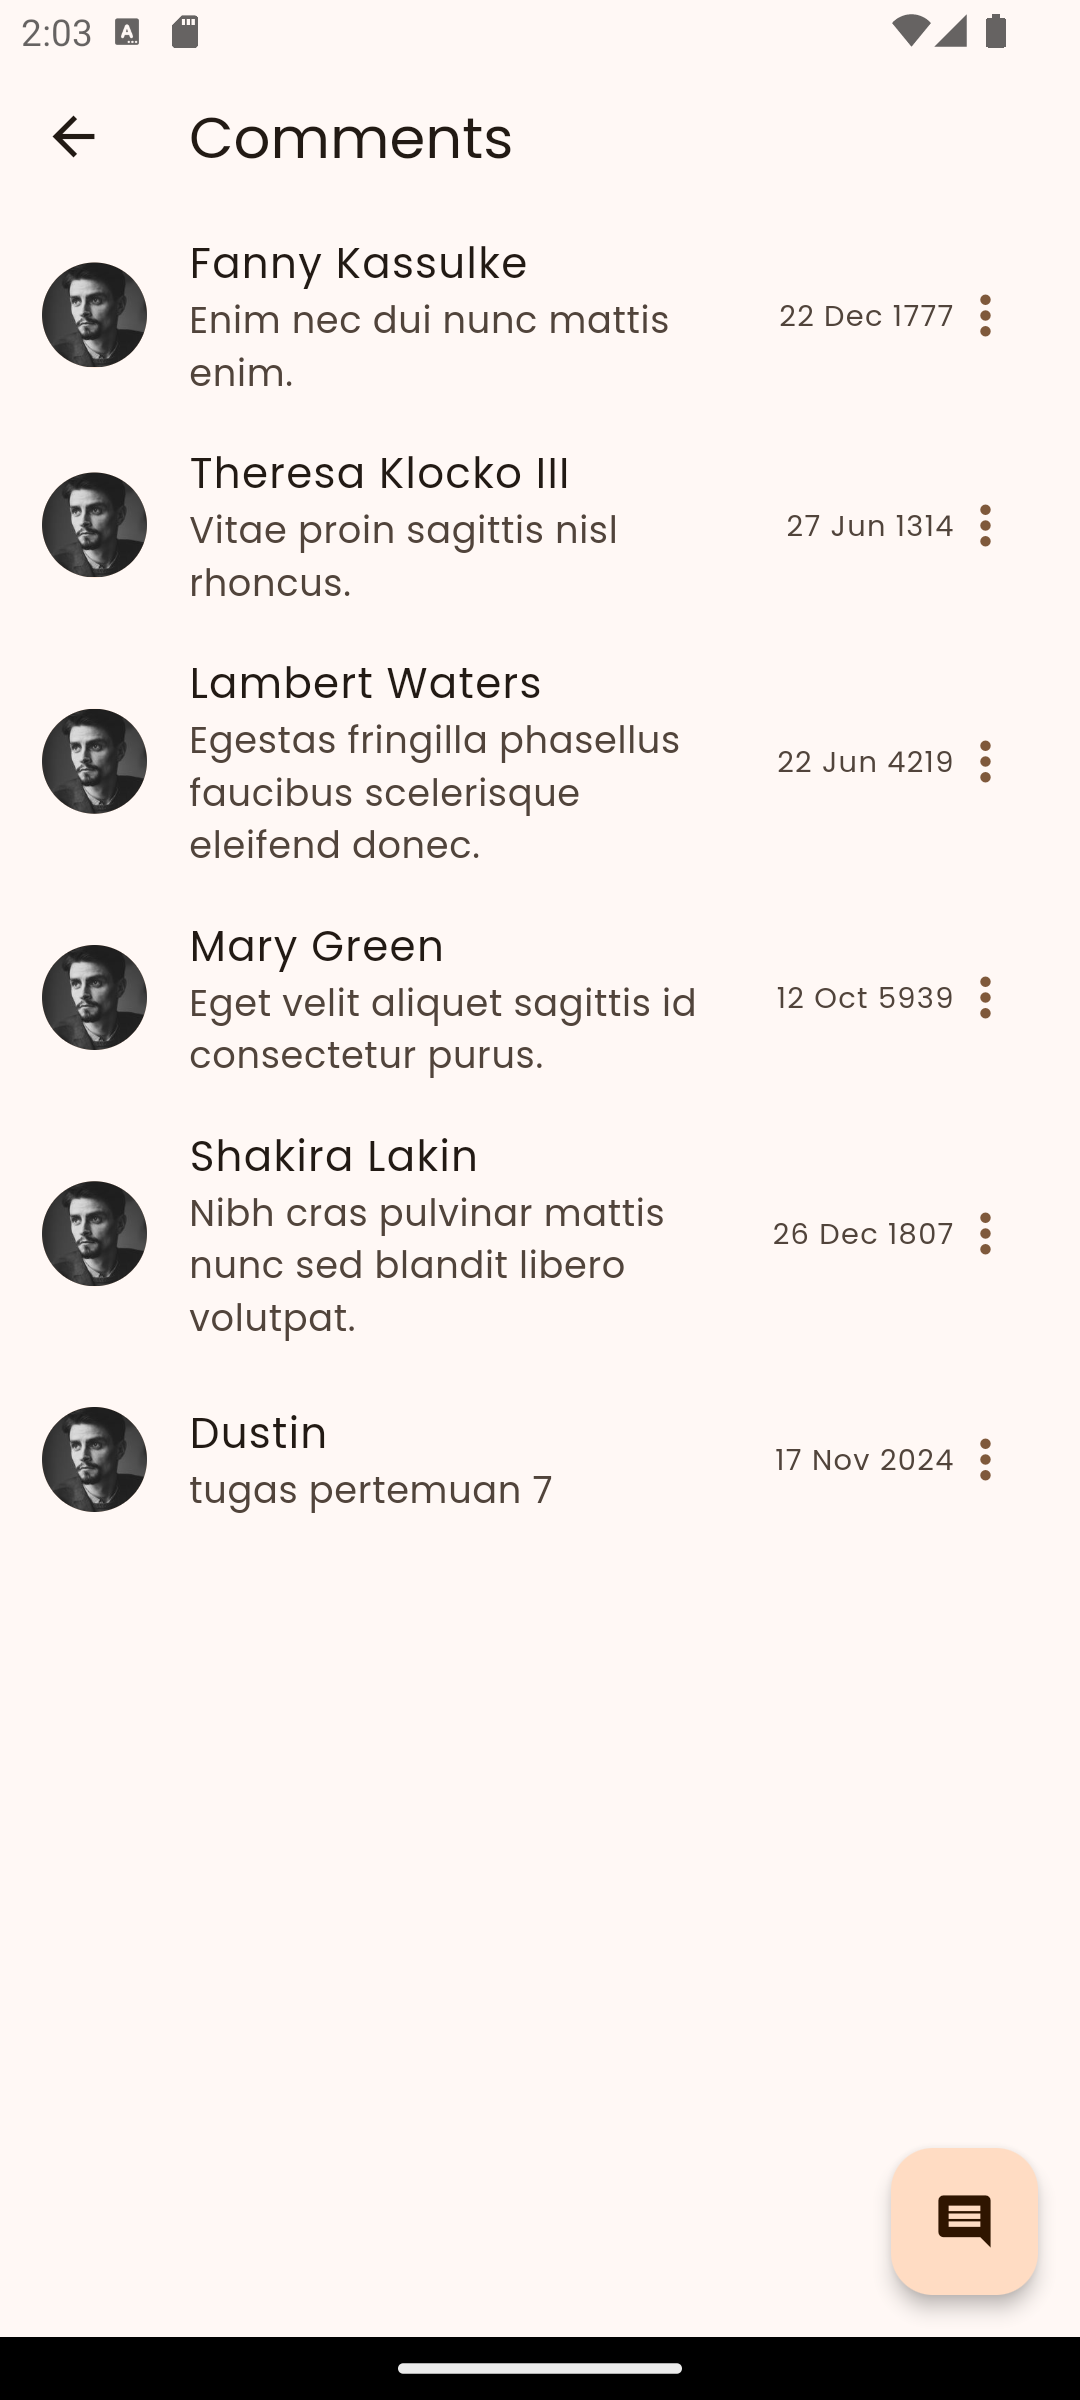 2:03
Comments
Fanny Kassulke
Enim nec dui nunc mattis
enim.
22 Dec 1777
Theresa Klocko III
Vitae proin sagittis nisl
rhoncus.
27 Jun 1314
Lambert Waters
Egestas fringilla phasellus
faucibus scelerisque
eleifend donec.
22 Jun 4219
Mary Green
Eget velit aliquet sagittis id
consectetur purus.
12 Oct 5939
Shakira Lakin
Nibh cras pulvinar mattis
nunc sed blandit libero
volutpat.
26 Dec 1807
Dustin
tugas pertemuan 7
17 Nov 2024